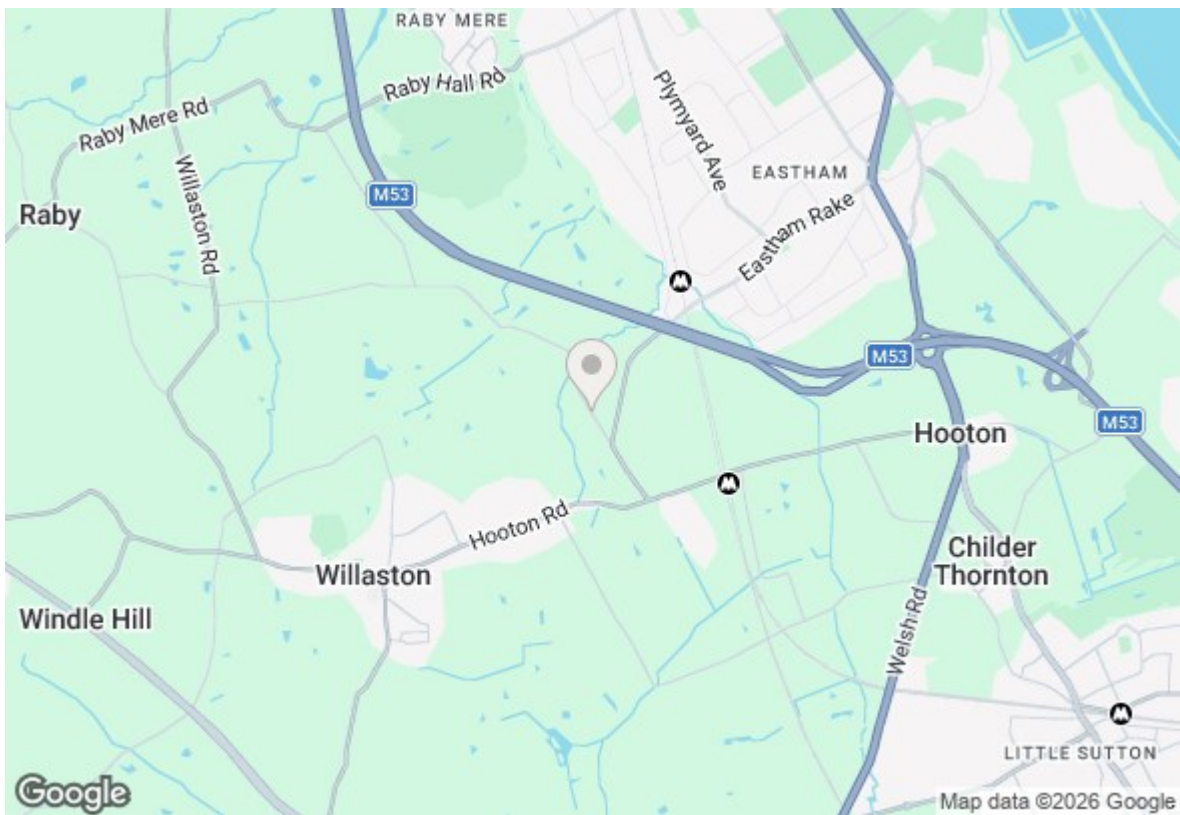 RABY MERE
Raby Hall Rd
Raby Mere Rd
Plymyard Ave
EASTHAM
Willaston Rd
M53
Raby
Eastham Rake
M
M53
M53
Hooton
M
Hooton Rd
Childer
Thornton
Willaston
Windle Hill
Welsh Rd
M
LITTLE SUTTON
Google
Map data ©2026 Google